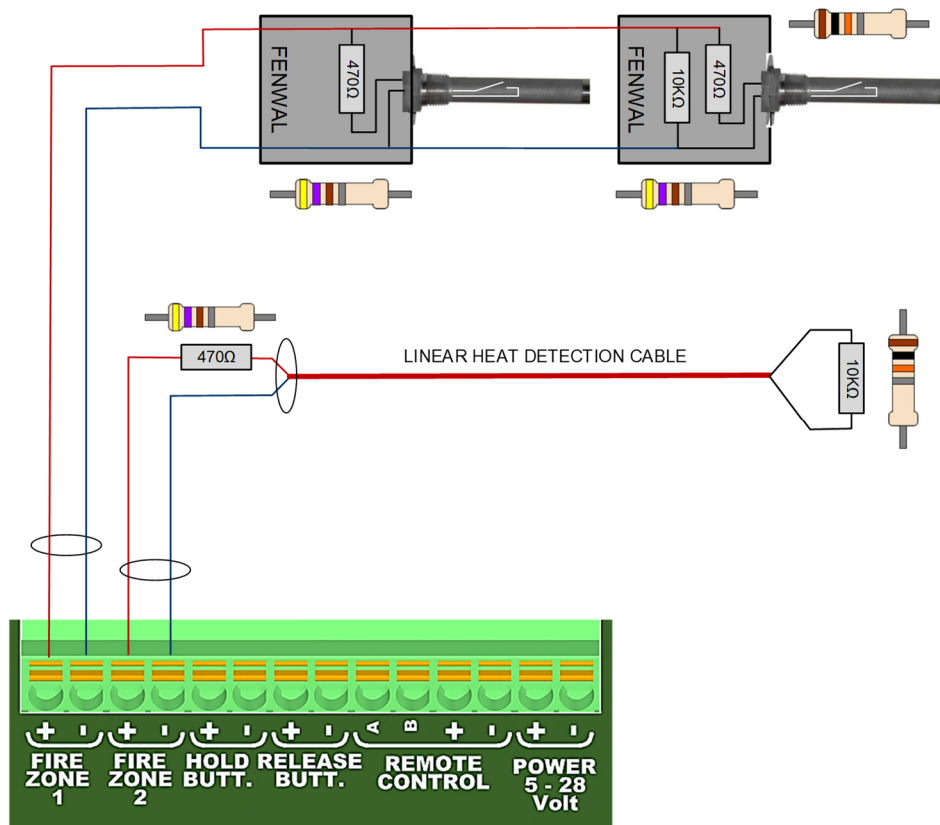 FENWAL
470Ω
FENWAL
10KΩ
470Ω
470Ω
LINEAR HEAT DETECTION CABLE
10KΩ
+ - + - + - + - A B + - + -
FIRE ZONE 1
FIRE ZONE 2
HOLD BUTT.
RELEASE BUTT.
REMOTE CONTROL
POWER 5 - 28 Volt